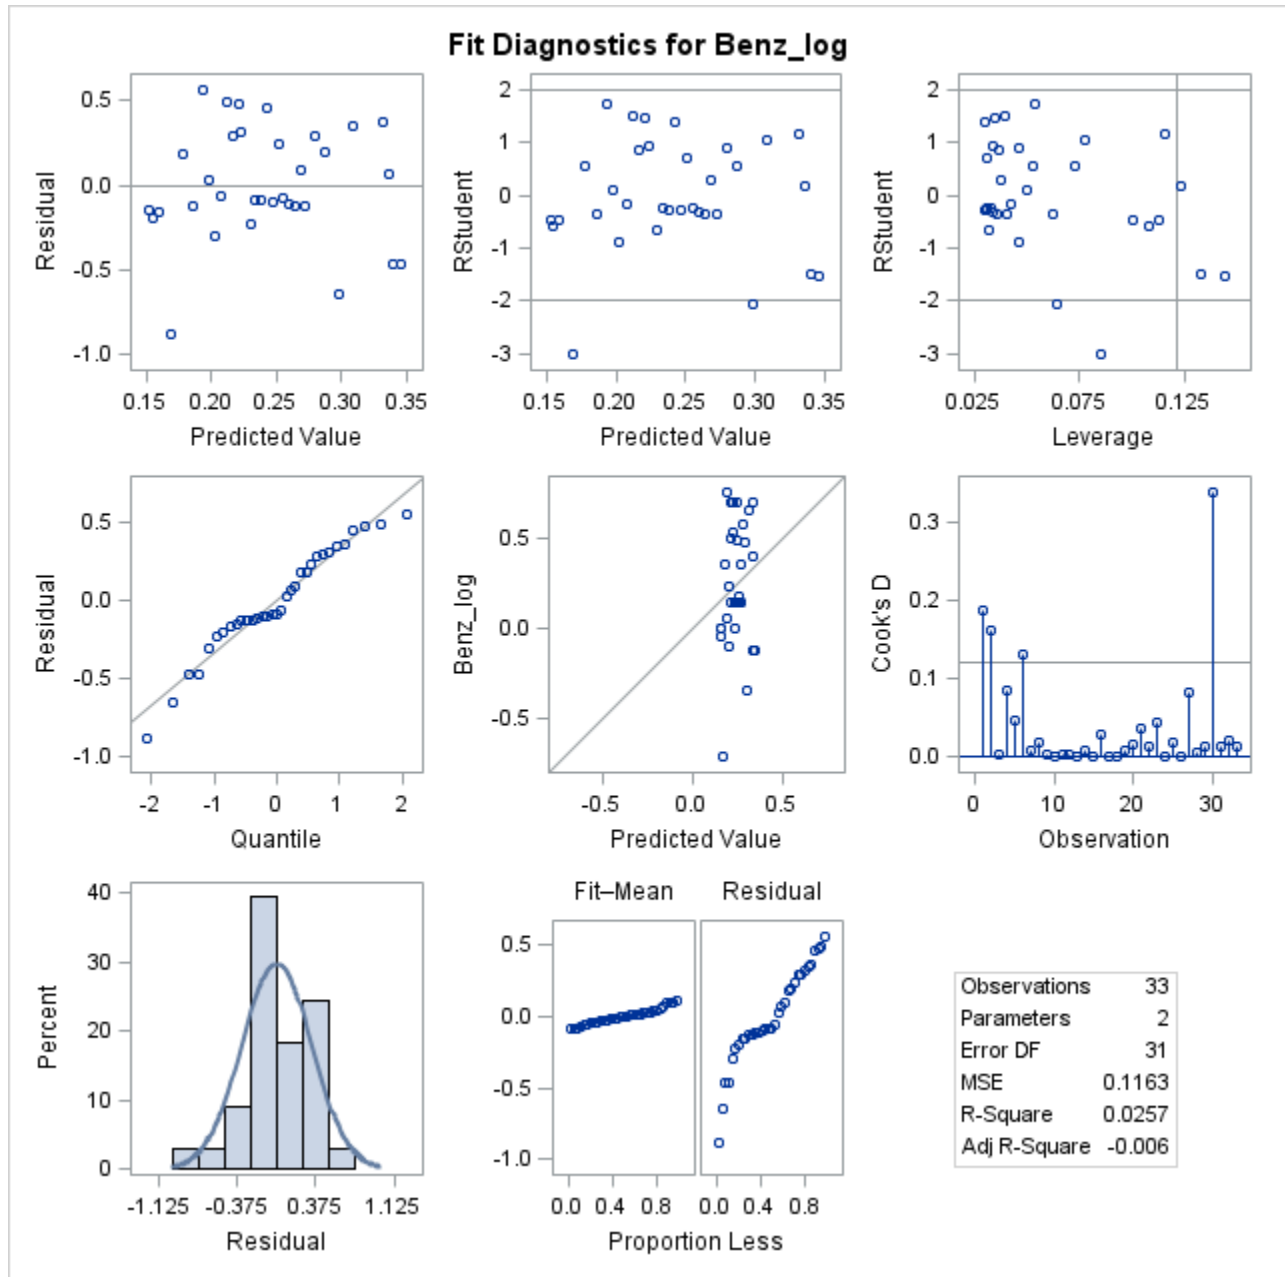 Fit Diagnostics for Benz_log
0.5
0.0
-0.5
-1.0
Residual
0.15 0.20 0.25 0.30 0.35
Predicted Value
2
1
0
-1
-2
-3
RStudent
0.15 0.20 0.25 0.30 0.35
Predicted Value
2
1
0
-1
-2
-3
RStudent
0.025 0.075 0.125
Leverage
0.5
0.0
-0.5
-1.0
Residual
-2 -1 0 1 2
Quantile
0.5
0.0
-0.5
Benz_log
-0.5 0.0 0.5
Predicted Value
0.3
0.2
0.1
0.0
Cook's D
0 10 20 30
Observation
40
30
20
10
0
Percent
-1.125 -0.375 0.375 1.125
Residual
Fit–Mean Residual
0.5
0.0
-0.5
-1.0
0.0 0.4 0.8 0.0 0.4 0.8
Proportion Less
Observations 33
Parameters 2
Error DF 31
MSE 0.1163
R-Square 0.0257
Adj R-Square -0.006